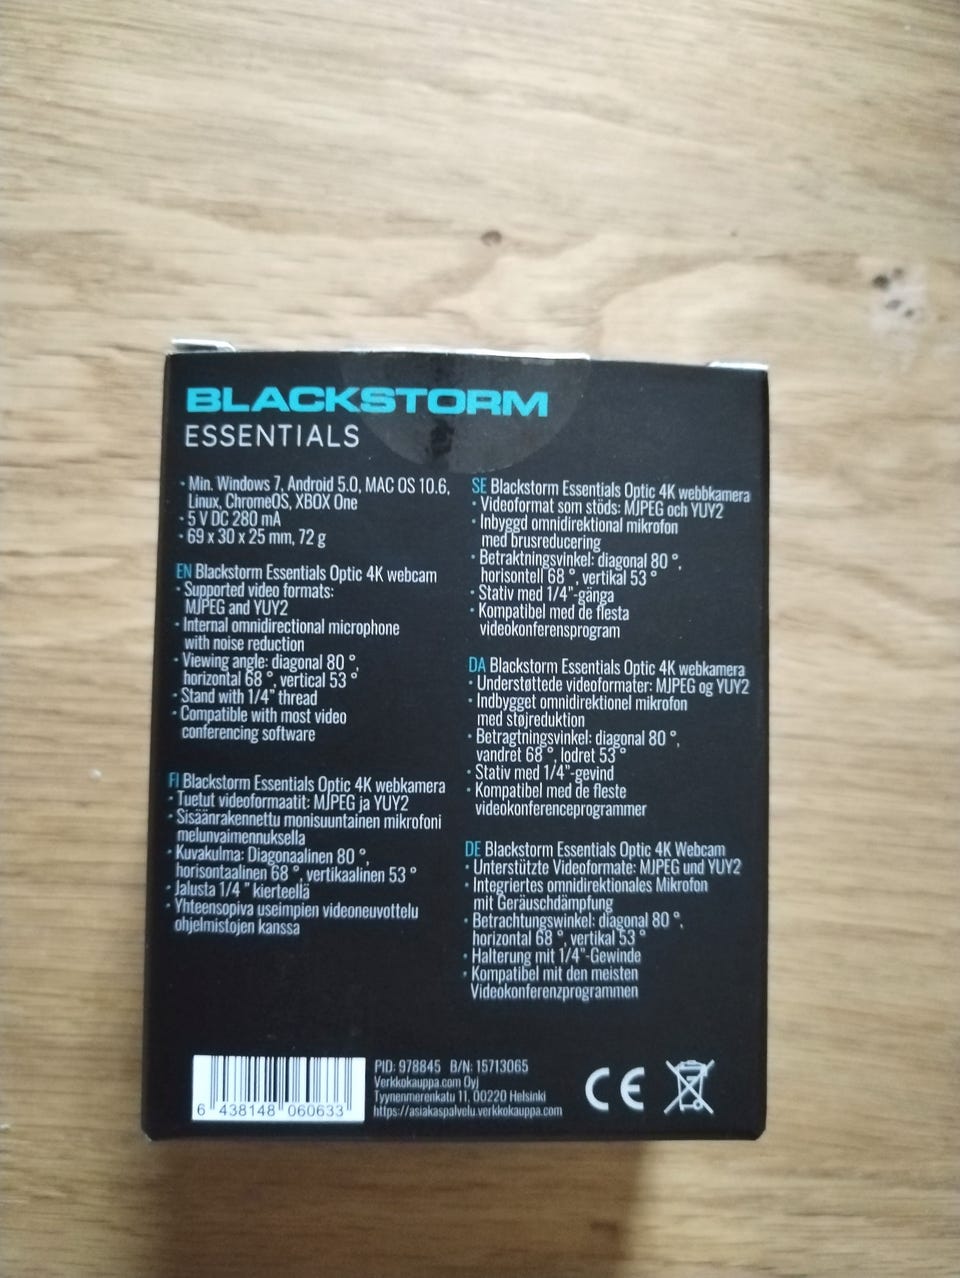 BLACKSTORM
ESSENTIALS
· Min. Windows 7, Android 5.0, MAC OS 10.6,
Linux, ChromeOS, XBOX One
· 5 V DC 280 mA
· 69 x 30 x 25 mm, 72 g
EN Blackstorm Essentials Optic 4K webcam
· Supported video formats:
MJPEG and YUY2
· Internal omnidirectional microphone
with noise reduction
· Viewing angle: diagonal 80 °,
horizontal 68 °, vertical 53 °
· Stand with 1/4" thread
· Compatible with most video
conferencing software
FI Blackstorm Essentials Optic 4K webkamera
· Tuetut videoformaatit: MJPEG ja YUY2
· Sisäänrakennettu monisuuntainen mikrofoni
melunvaimennuksella
· Kuvakulma: Diagonaalinen 80 °,
horisontaalinen 68 °, vertikaalinen 53 °
· Jalusta 1/4 " kierteellä
· Yhteensopiva useimpien videoneuvottelu
ohjelmistojen kanssa
SE Blackstorm Essentials Optic 4K webbkamera
· Videoformat som stöds: MJPEG och YUY2
· Inbyggd omnidirektional mikrofon
med brusreducering
· Betraktningsvinkel: diagonal 80 °,
horisontell 68 °, vertikal 53 °
· Stativ med 1/4"-gänga
· Kompatibel med de flesta
videokonferensprogram
DA Blackstorm Essentials Optic 4K webkamera
· Understøttede videoformater: MJPEG og YUY2
· Indbygget omnidirektionel mikrofon
med støjreduktion
· Betragtningsvinkel: diagonal 80 °,
vandret 68 °, lodret 53 °
· Stativ med 1/4"-gevind
· Kompatibel med de fleste
videokonferenceprogrammer
DE Blackstorm Essentials Optic 4K Webcam
· Unterstützte Videoformate: MJPEG und YUY2
· Integriertes omnidirektionales Mikrofon
mit Geräuschdämpfung
· Betrachtungswinkel: diagonal 80 °,
horizontal 68 °, vertikal 53 °
· Halterung mit 1/4"-Gewinde
· Kompatibel mit den meisten
Videokonferenzprogrammen
6 438148 060633
PID: 978845 B/N: 15713065
Verkkokauppa.com Oyj
Tyynenmerenkatu 11, 00220 Helsinki
https://asiakaspalvelu.verkkokauppa.com
CE